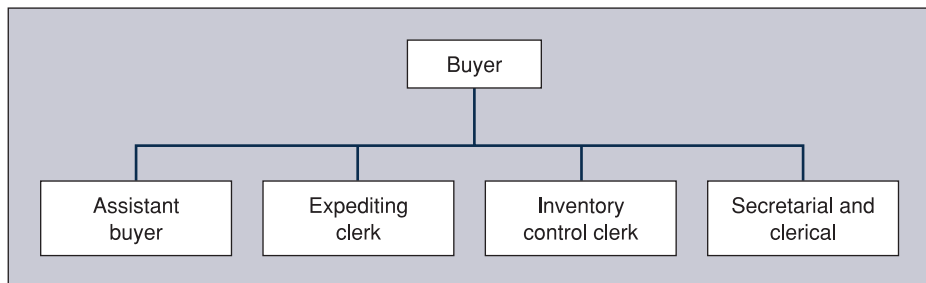 Buyer
Assistant
buyer
Expediting
clerk
Inventory
control clerk
Secretarial and
clerical